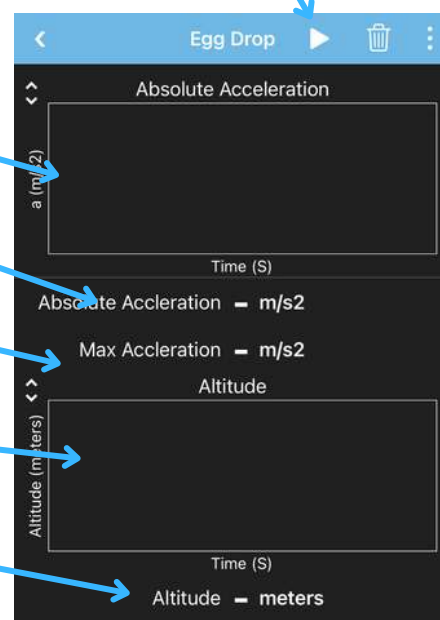 Egg Drop
Absolute Acceleration
a (m/s2)
Time (S)
Absolute Accleration – m/s2
Max Accleration – m/s2
Altitude
Altitude (meters)
Time (S)
Altitude – meters